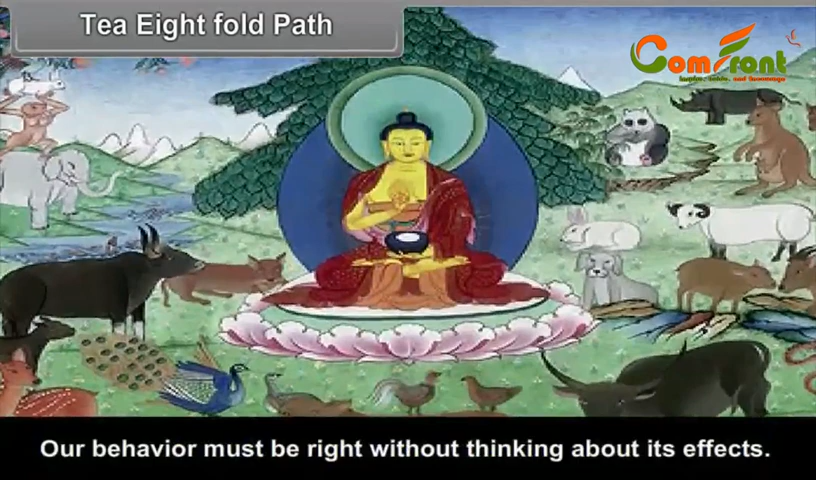 Tea Eight fold Path
Comfront
Our behavior must be right without thinking about its effects.